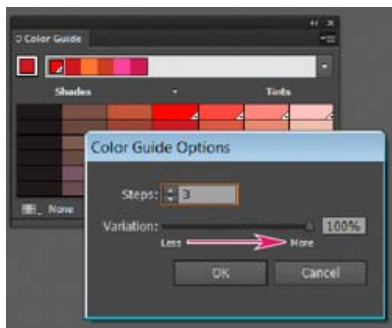 Color Guide
Shades
Tints
Color Guide Options
Steps: 3
Variation: 100%
Less More
None
OK Cancel